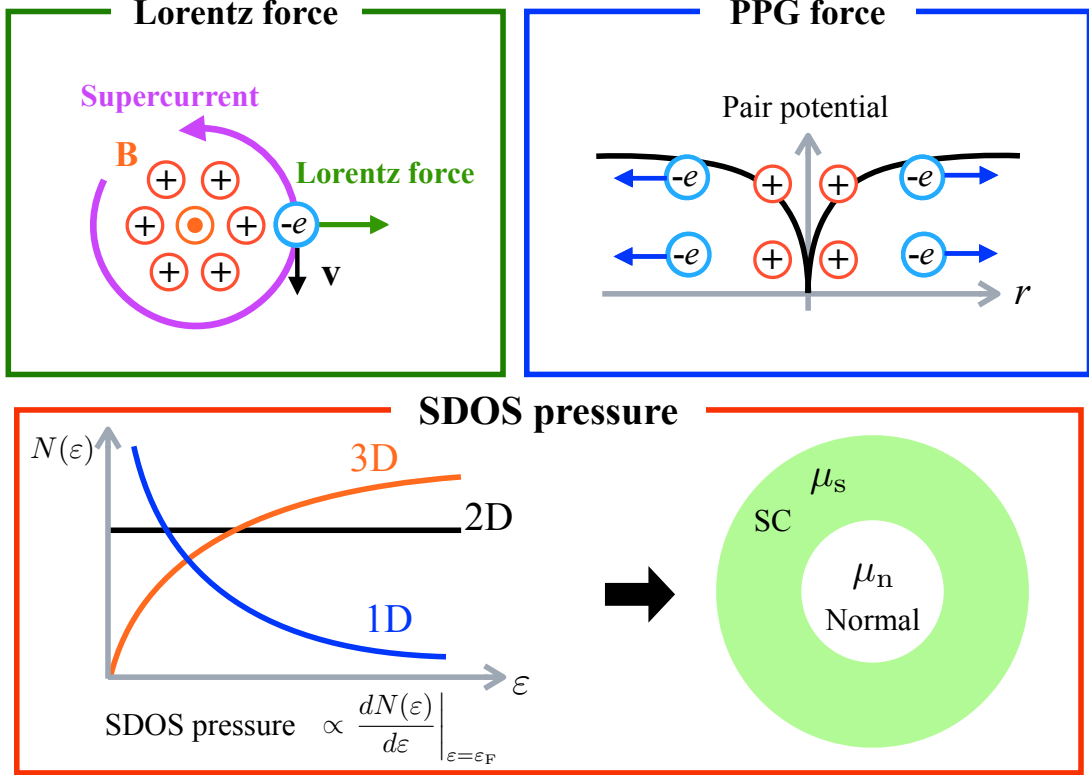 Lorentz force
Supercurrent
B
Lorentz force
+ +
+ + -e
+ +
v
PPG force
Pair potential
-e + + -e
-e + + -e
r
SDOS pressure
N(ε)
3D
2D
1D
ε
SDOS pressure ∝ dN(ε)/dε|ε=εF
μs
SC
μn
Normal